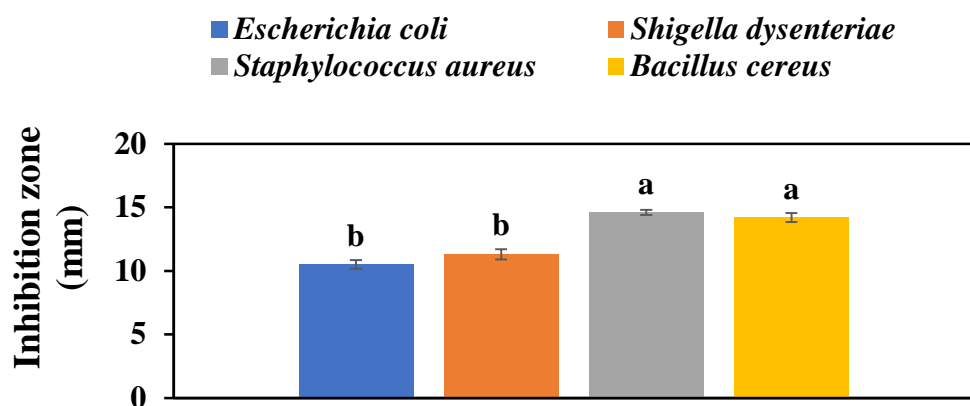 Escherichia coli Shigella dysenteriae
Staphylococcus aureus Bacillus cereus
Inhibition zone
(mm)
20
15
10
5
0
b
b
a
a